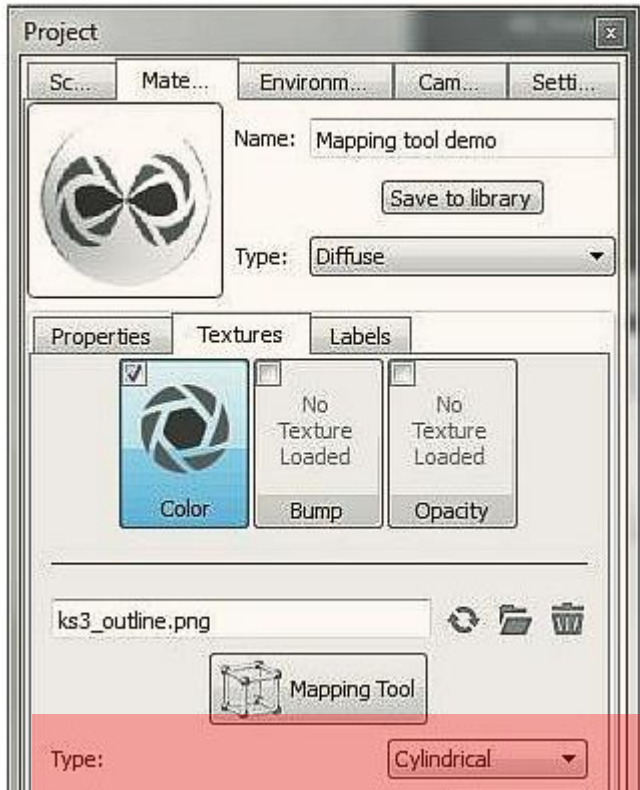 Project
Sc... Mate... Environm... Cam... Setti...
Name: Mapping tool demo
Save to library
Type: Diffuse
Properties Textures Labels
No Texture Loaded
No Texture Loaded
Color Bump Opacity
ks3_outline.png
Mapping Tool
Type: Cylindrical